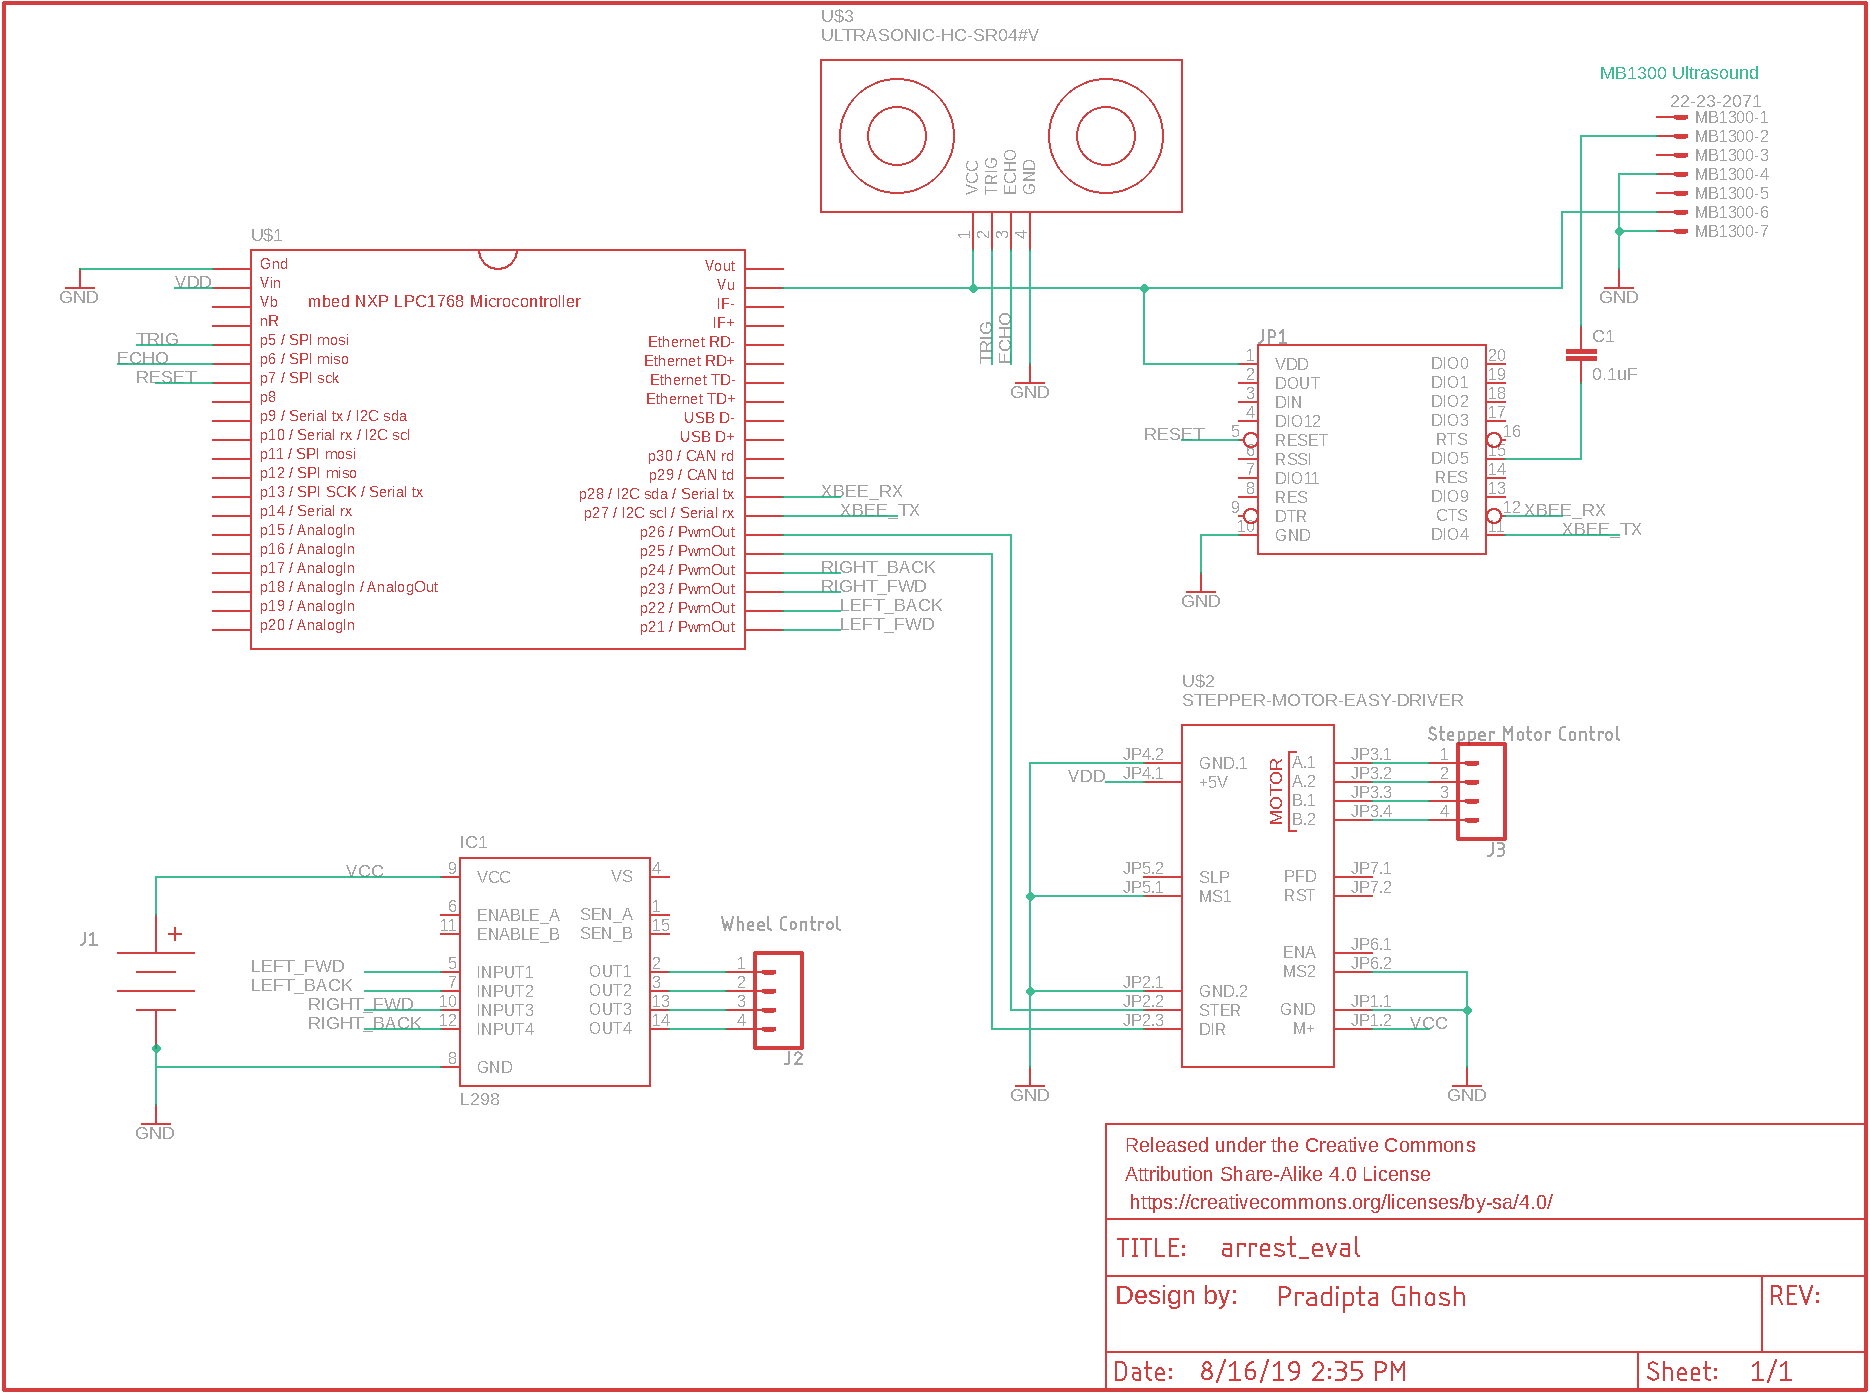 U$3
ULTRASONIC-HC-SR04#V
VCC
TRIG
ECHO
GND
1
2
3
4
TRIG
ECHO
GND
MB1300 Ultrasound
22-23-2071
MB1300-1
MB1300-2
MB1300-3
MB1300-4
MB1300-5
MB1300-6
MB1300-7
GND
C1
0.1uF
U$1
mbed NXP LPC1768 Microcontroller
GND
VDD
TRIG
ECHO
RESET
Gnd
Vin
Vb
nR
p5 / SPI mosi
p6 / SPI miso
p7 / SPI sck
p8
p9 / Serial tx / I2C sda
p10 / Serial rx / I2C scl
p11 / SPI mosi
p12 / SPI miso
p13 / SPI SCK / Serial tx
p14 / Serial rx
p15 / AnalogIn
p16 / AnalogIn
p17 / AnalogIn
p18 / AnalogIn / AnalogOut
p19 / AnalogIn
p20 / AnalogIn
Vout
Vu
IF-
IF+
Ethernet RD-
Ethernet RD+
Ethernet TD-
Ethernet TD+
USB D-
USB D+
p30 / CAN rd
p29 / CAN td
p28 / I2C sda / Serial tx
p27 / I2C scl / Serial rx
p26 / PwmOut
p25 / PwmOut
p24 / PwmOut
p23 / PwmOut
p22 / PwmOut
p21 / PwmOut
XBEE_RX
XBEE_TX
RIGHT_BACK
RIGHT_FWD
LEFT_BACK
LEFT_FWD
JP1
1 VDD
2 DOUT
3 DIN
4 DIO12
RESET 5 RESET
6 RSSI
7 DIO11
8 RES
9 DTR
10 GND
DIO0 20
DIO1 19
DIO2 18
DIO3 17
RTS 16
DIO5 15
RES 14
DIO9 13
CTS 12 XBEE_RX
DIO4 11 XBEE_TX
GND
U$2
STEPPER-MOTOR-EASY-DRIVER
JP4.2 GND.1
VDD JP4.1 +5V
JP5.2 SLP
JP5.1 MS1
JP2.1 GND.2
JP2.2 STER
JP2.3 DIR
MOTOR
A.1 JP3.1 1
A.2 JP3.2 2
B.1 JP3.3 3
B.2 JP3.4 4
PFD JP7.1
RST JP7.2
ENA JP6.1
MS2 JP6.2
GND JP1.1
M+ JP1.2 VCC
Stepper Motor Control
J3
GND
GND
IC1
VCC 9 VCC
6 ENABLE_A
11 ENABLE_B
LEFT_FWD 5 INPUT1
LEFT_BACK 7 INPUT2
RIGHT_FWD 10 INPUT3
RIGHT_BACK 12 INPUT4
8 GND
VS 4
SEN_A 1
SEN_B 15
OUT1 2 1
OUT2 3 2
OUT3 13 3
OUT4 14 4
L298
Wheel Control
J2
J1
+
GND
Released under the Creative Commons
Attribution Share-Alike 4.0 License
https://creativecommons.org/licenses/by-sa/4.0/
TITLE: arrest_eval
Design by: Pradipta Ghosh
REV:
Date: 8/16/19 2:35 PM
Sheet: 1/1